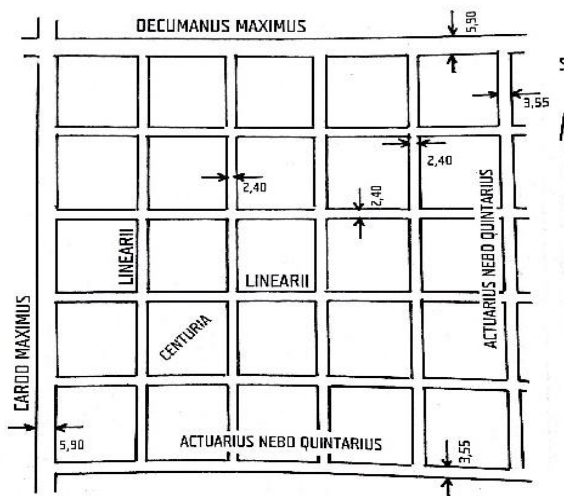 DECUMANUS MAXIMUS
5,90
3,55
2,40
2,40
2,40
LINEARII
LINEARII
ACTUARIUS NEBO QUINTARIUS
CENTURIA
CARDO MAXIMUS
5,90
ACTUARIUS NEBO QUINTARIUS
3,55